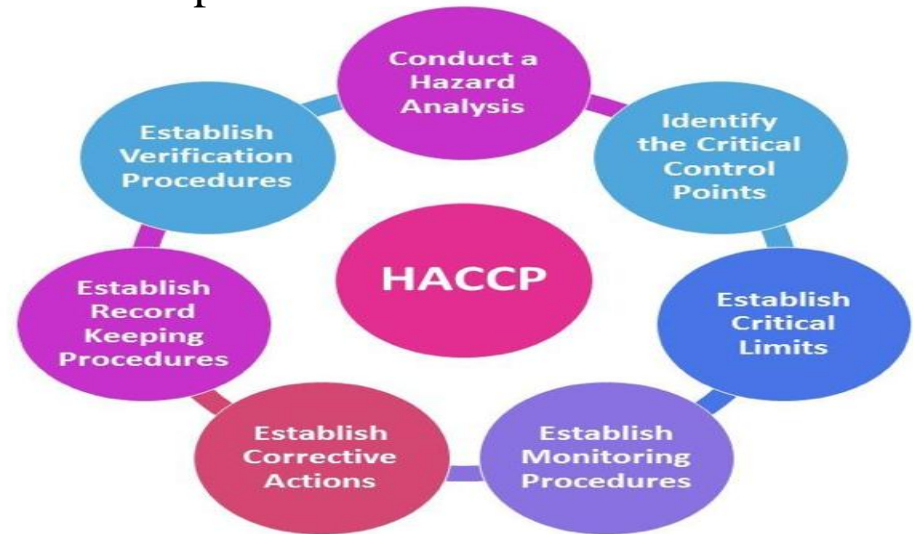 Conduct a
Hazard
Analysis
Identify
the Critical
Control
Points
Establish
Critical
Limits
Establish
Monitoring
Procedures
Establish
Corrective
Actions
Establish
Record
Keeping
Procedures
Establish
Verification
Procedures
HACCP